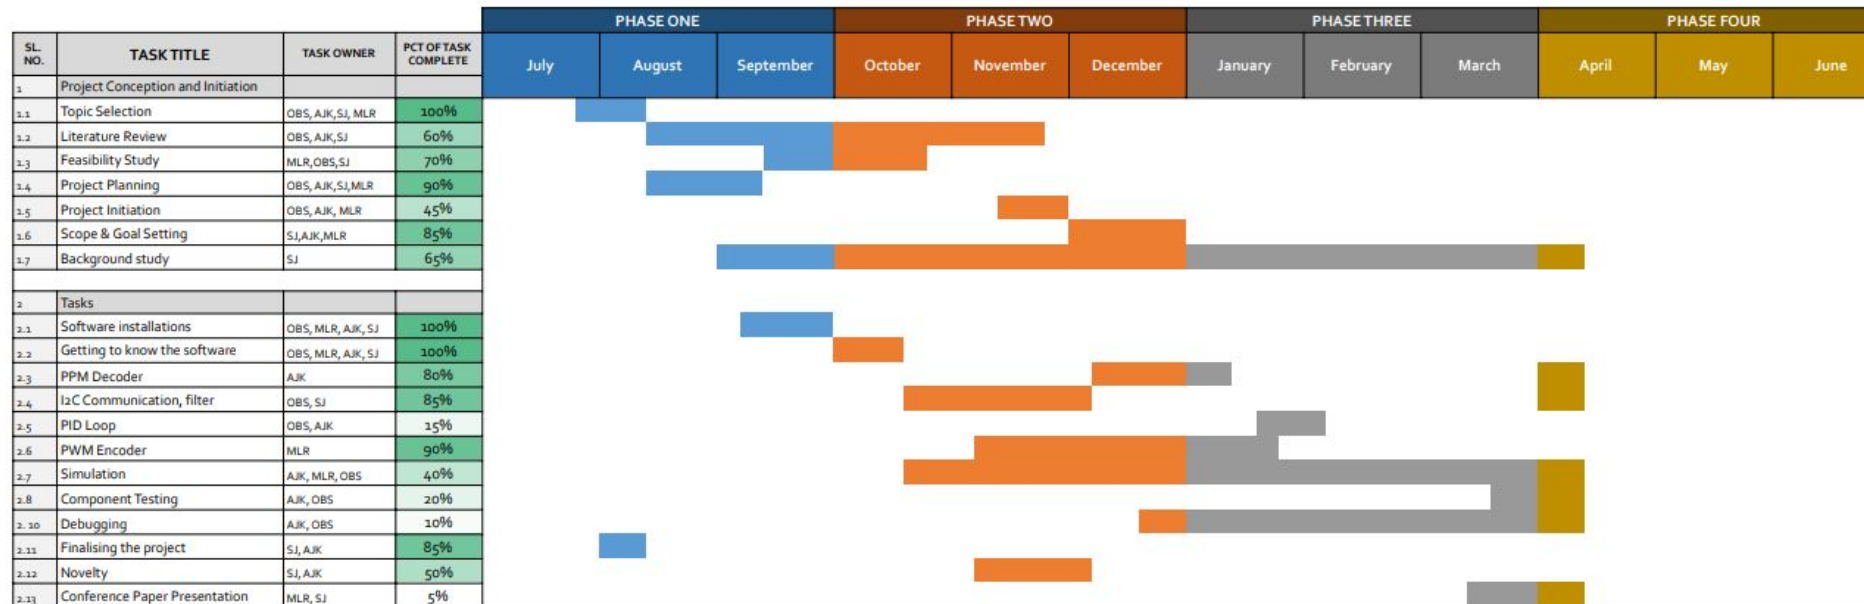 PHASE ONE PHASE TWO PHASE THREE PHASE FOUR
SL. NO. TASK TITLE TASK OWNER PCT OF TASK COMPLETE July August September October November December January February March April May June
1 Project Conception and Initiation
1.1 Topic Selection OBS, AJK,SJ, MLR 100%
1.2 Literature Review OBS, AJK,SJ 60%
1.3 Feasibility Study MLR,OBS,SJ 70%
1.4 Project Planning OBS, AJK,SJ,MLR 90%
1.5 Project Initiation OBS, AJK, MLR 45%
1.6 Scope & Goal Setting SJ,AJK,MLR 85%
1.7 Background study SJ 65%
2 Tasks
2.1 Software installations OBS, MLR, AJK, SJ 100%
2.2 Getting to know the software OBS, MLR, AJK, SJ 100%
2.3 PPM Decoder AJK 80%
2.4 I2C Communication, filter OBS, SJ 85%
2.5 PID Loop OBS, AJK 15%
2.6 PWM Encoder MLR 90%
2.7 Simulation AJK, MLR, OBS 40%
2.8 Component Testing AJK, OBS 20%
2. 10 Debugging AJK, OBS 10%
2.11 Finalising the project SJ, AJK 85%
2.12 Novelty SJ, AJK 50%
2.13 Conference Paper Presentation MLR, SJ 5%